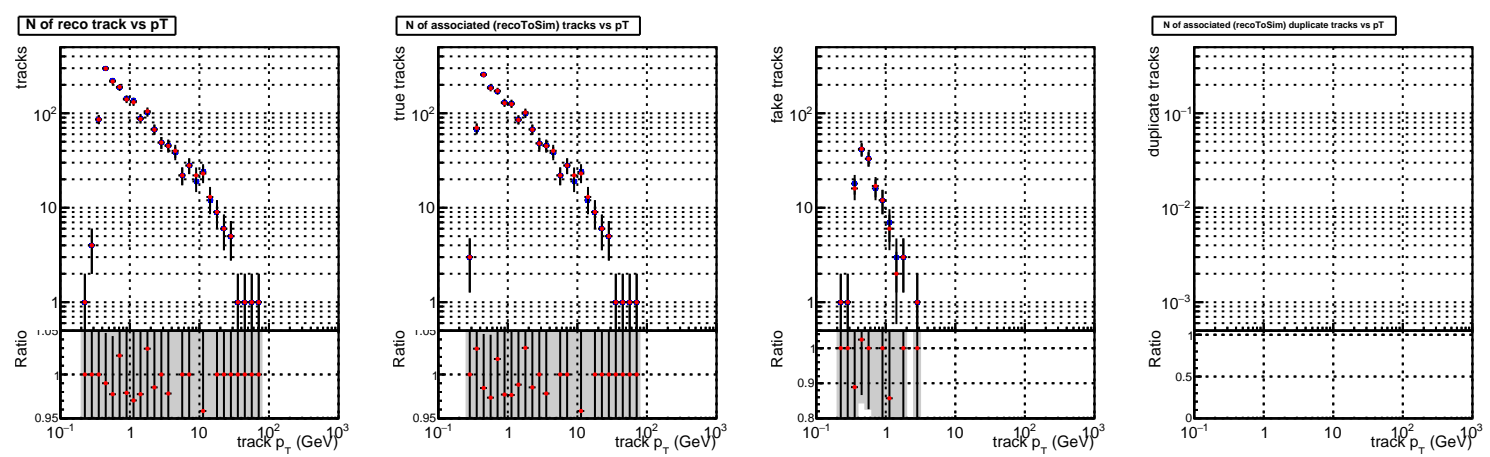 N of reco track vs pT
tracks
10²
10
1
Ratio
1.05
1
0.95
10⁻¹ 1 10 10² 10³
track p_T (GeV)
N of associated (recoToSim) tracks vs pT
true tracks
10²
10
1
Ratio
1.05
1
0.95
10⁻¹ 1 10 10² 10³
track p_T (GeV)
fake tracks
10²
10
1
Ratio
1
0.9
0.8
10⁻¹ 1 10 10² 10³
track p_T (GeV)
N of associated (recoToSim) duplicate tracks vs pT
duplicate tracks
10⁻¹
10⁻²
10⁻³
Ratio
1
0.5
0
10⁻¹ 1 10 10² 10³
track p_T (GeV)